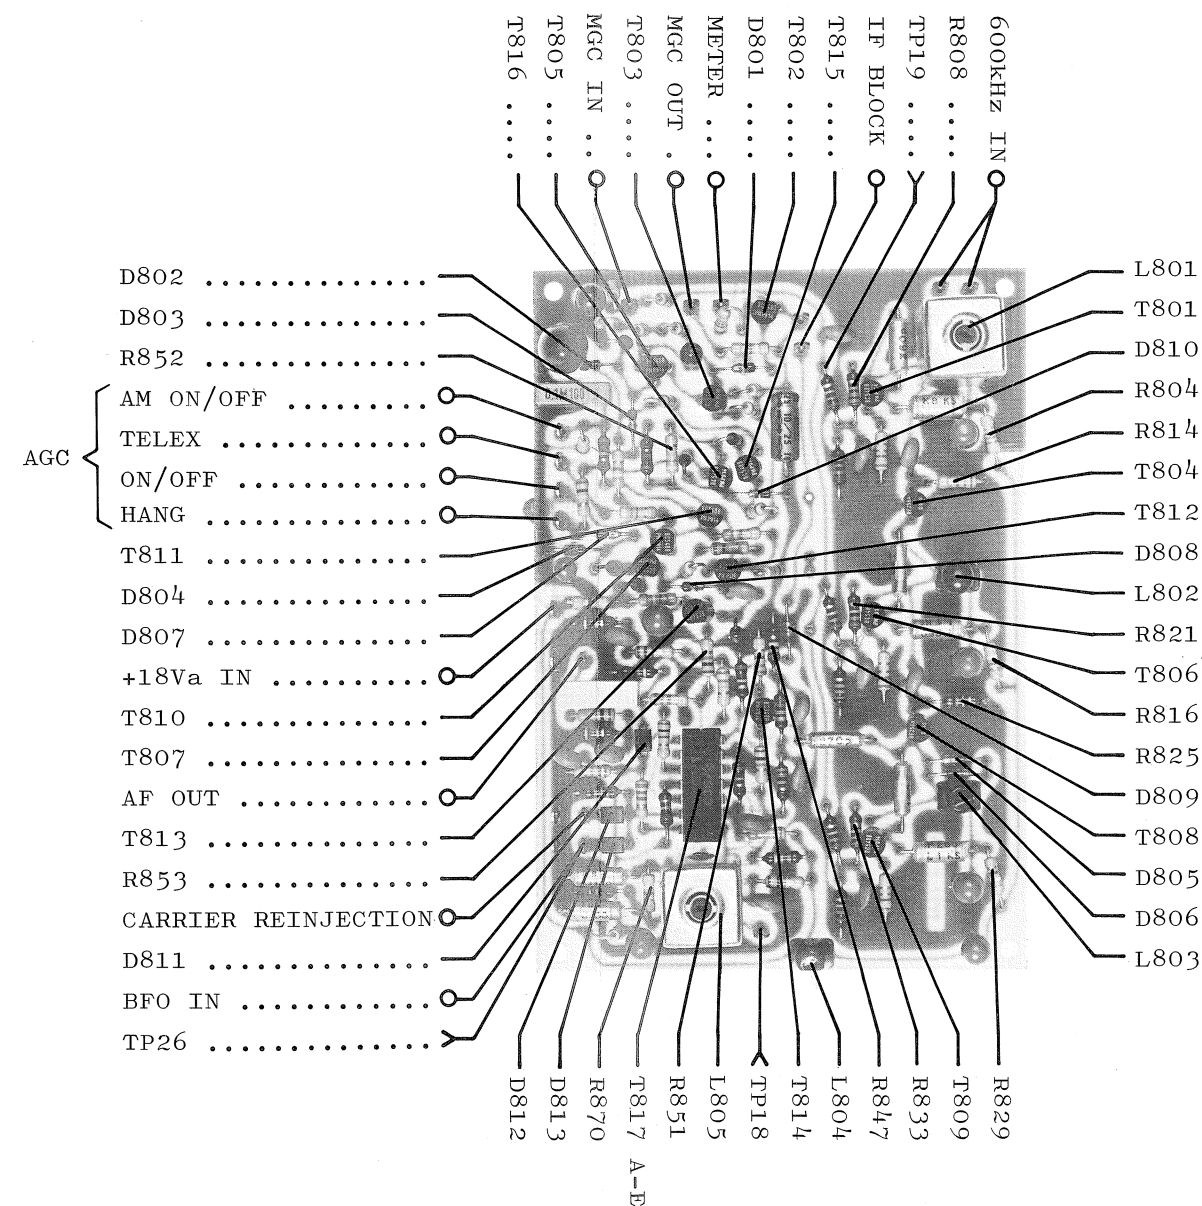 T816 .....
T805 .....
MGC IN ..
T803 ....
MGC OUT .
METER ...
D801 .....
T802 .....
T815 .....
IF BLOCK
TP19 .....
R808 .....
600kHz IN
D802 ..............
D803 ..............
R852 ..............
AGC
AM ON/OFF .........
TELEX .............
ON/OFF ............
HANG ..............
T811 ..............
D804 ..............
D807 ..............
+18Va IN ..........
T810 ..............
T807 ..............
AF OUT ............
T813 ..............
R853 ..............
CARRIER REINJECTION
D811 ..............
BFO IN ............
TP26 ..............
L801
T801
D810
R804
R814
T804
T812
D808
L802
R821
T806
R816
R825
D809
T808
D805
D806
L803
D812
D813
R870
T817 A-E
R851
L805
TP18
T814
L804
R847
R833
T809
R829